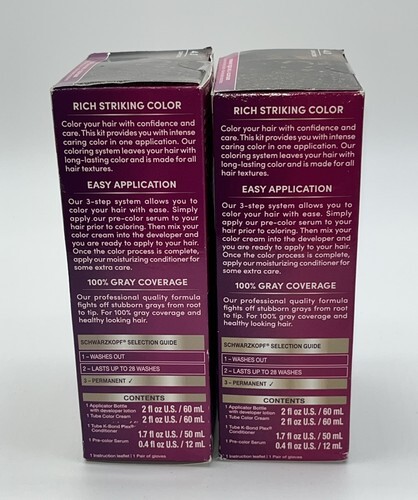 RICH STRIKING COLOR
Color your hair with confidence and
care. This kit provides you with intense
caring color in one application. Our
coloring system leaves your hair with
long-lasting color and is made for all
hair textures.
EASY APPLICATION
Our 3-step system allows you to
color your hair with ease. Simply
apply our pre-color serum to your
hair prior to coloring. Then mix your
color cream into the developer and
you are ready to apply to your hair.
Once the color process is complete,
apply our moisturizing conditioner for
some extra care.
100% GRAY COVERAGE
Our professional quality formula
fights off stubborn grays from root
to tip. For 100% gray coverage and
healthy looking hair.
SCHWARZKOPF® SELECTION GUIDE
1 – WASHES OUT
2 – LASTS UP TO 28 WASHES
3 – PERMANENT ✓
CONTENTS
1 Applicator Bottle
with developer lotion 2 fl oz U.S. / 60 mL
1 Tube Color Cream 2 fl oz U.S. / 60 mL
1 Tube K-Bond Plex®
Conditioner 1.7 fl oz U.S. / 50 mL
1 Pre-color Serum 0.4 fl oz U.S. / 12 mL
1 Instruction leaflet | 1 Pair of gloves
RICH STRIKING COLOR
Color your hair with confidence and
care. This kit provides you with intense
caring color in one application. Our
coloring system leaves your hair with
long-lasting color and is made for all
hair textures.
EASY APPLICATION
Our 3-step system allows you to
color your hair with ease. Simply
apply our pre-color serum to your
hair prior to coloring. Then mix your
color cream into the developer and
you are ready to apply to your hair.
Once the color process is complete,
apply our moisturizing conditioner for
some extra care.
100% GRAY COVERAGE
Our professional quality formula
fights off stubborn grays from root
to tip. For 100% gray coverage and
healthy looking hair.
SCHWARZKOPF® SELECTION GUIDE
1 – WASHES OUT
2 – LASTS UP TO 28 WASHES
3 – PERMANENT ✓
CONTENTS
1 Applicator Bottle
with developer lotion 2 fl oz U.S. / 60 mL
1 Tube Color Cream 2 fl oz U.S. / 60 mL
1 Tube K-Bond Plex®
Conditioner 1.7 fl oz U.S. / 50 mL
1 Pre-color Serum 0.4 fl oz U.S. / 12 mL
1 Instruction leaflet | 1 Pair of gloves